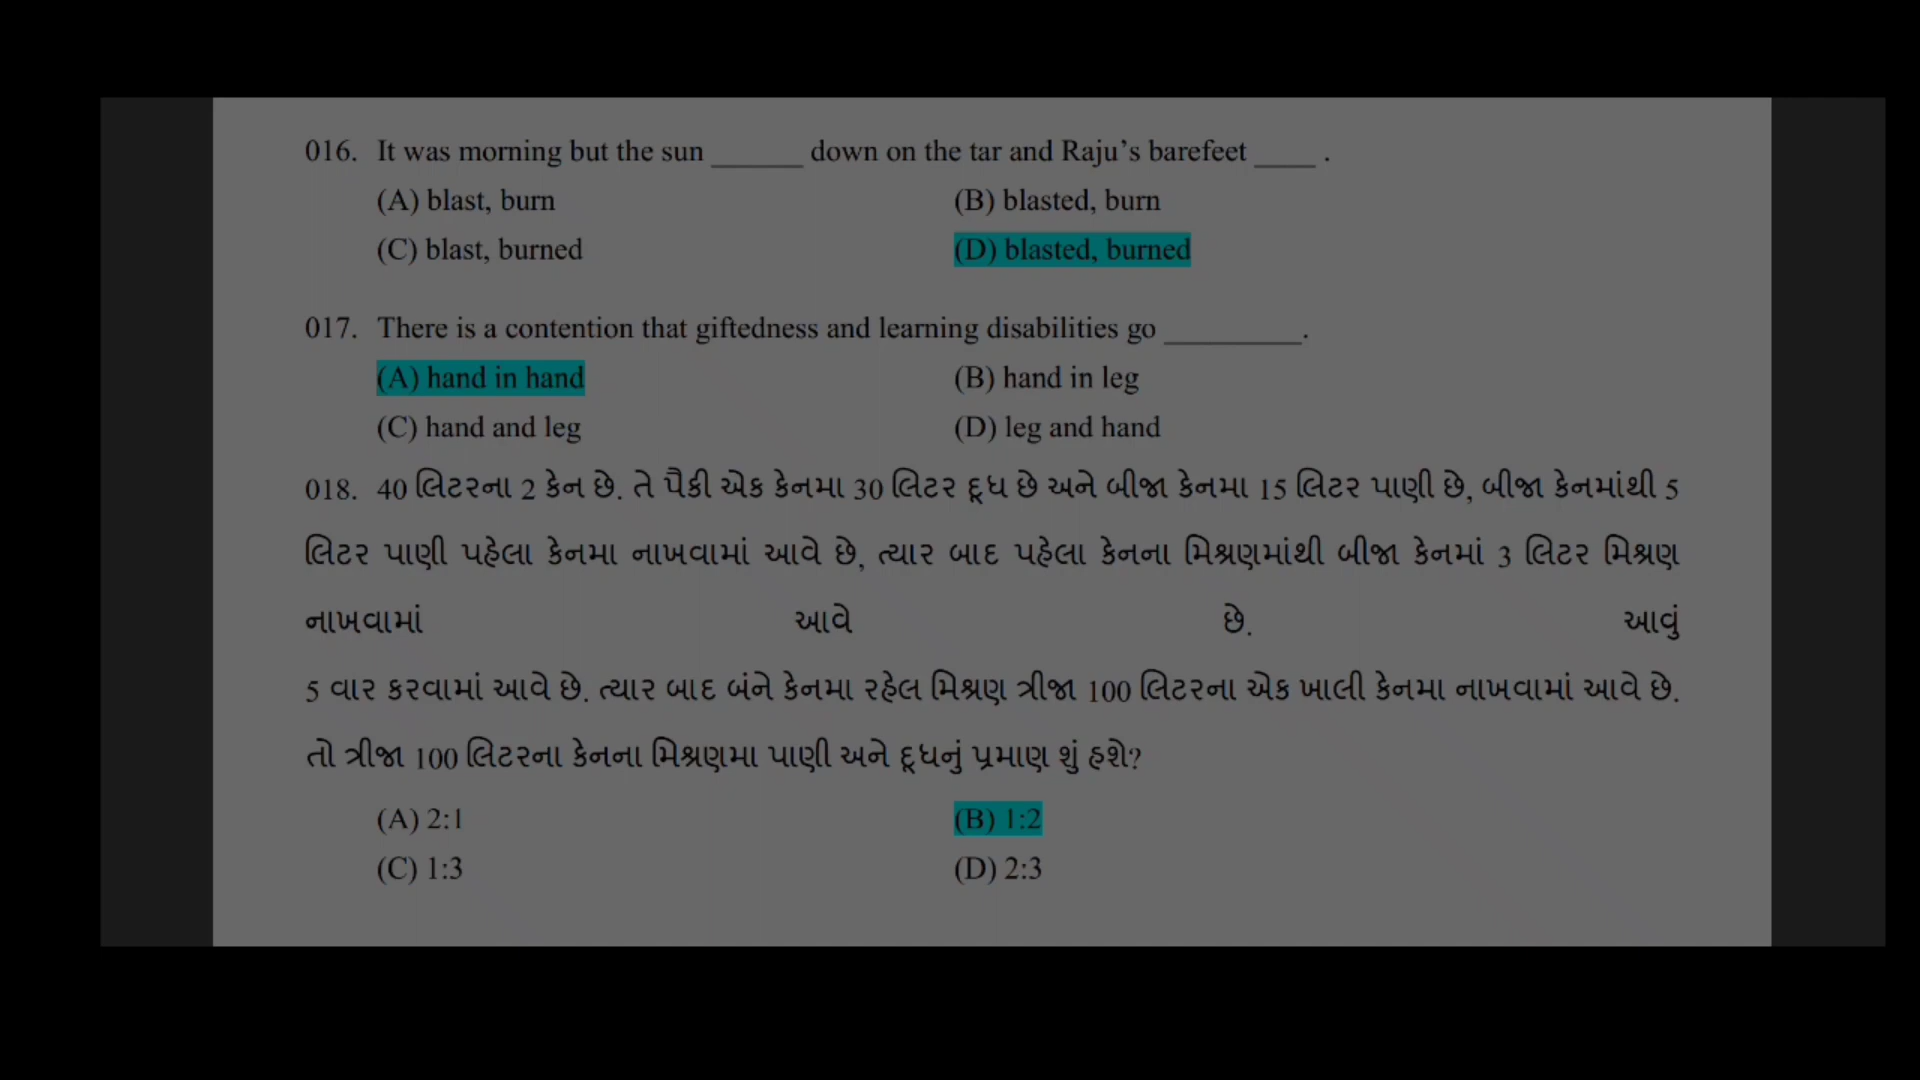 016. It was morning but the sun ______ down on the tar and Raju’s barefeet ____ .
(A) blast, burn (B) blasted, burn
(C) blast, burned (D) blasted, burned
017. There is a contention that giftedness and learning disabilities go _________.
(A) hand in hand (B) hand in leg
(C) hand and leg (D) leg and hand
018. 40 લિટરના 2 કેન છે. તે પૈકી એક કેનમા 30 લિટર દૂધ છે અને બીજા કેનમા 15 લિટર પાણી છે, બીજા કેનમાંથી 5
લિટર પાણી પહેલા કેનમા નાખવામાં આવે છે, ત્યાર બાદ પહેલા કેનના મિશ્રણમાંથી બીજા કેનમાં 3 લિટર મિશ્રણ
નાખવામાં આવે છે. આવું
5 વાર કરવામાં આવે છે. ત્યાર બાદ બંને કેનમા રહેલ મિશ્રણ ત્રીજા 100 લિટરના એક ખાલી કેનમા નાખવામાં આવે છે.
તો ત્રીજા 100 લિટરના કેનના મિશ્રણમા પાણી અને દૂધનું પ્રમાણ શું હશે?
(A) 2:1 (B) 1:2
(C) 1:3 (D) 2:3